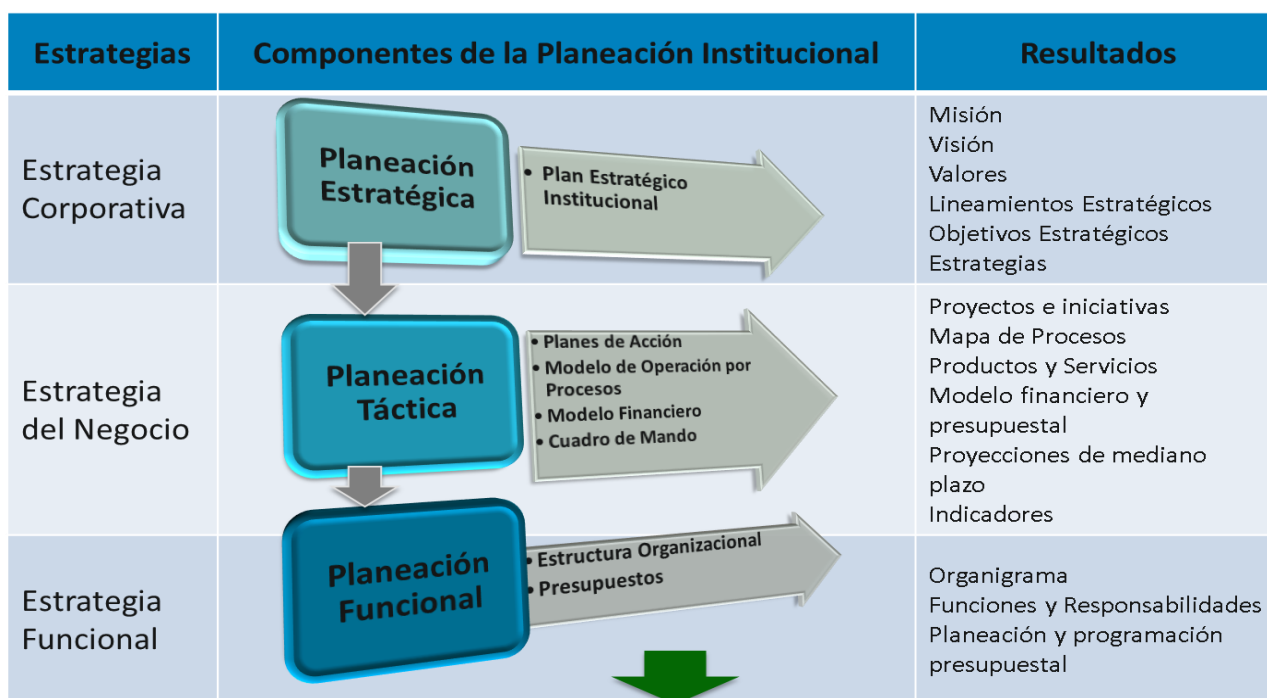 Estrategias
Componentes de la Planeación Institucional
Resultados
Estrategia
Corporativa
Planeación
Estratégica
• Plan Estratégico
Institucional
Misión
Visión
Valores
Lineamientos Estratégicos
Objetivos Estratégicos
Estrategias
Estrategia
del Negocio
Planeación
Táctica
• Planes de Acción
• Modelo de Operación por
Procesos
• Modelo Financiero
• Cuadro de Mando
Proyectos e iniciativas
Mapa de Procesos
Productos y Servicios
Modelo financiero y
presupuestal
Proyecciones de mediano
plazo
Indicadores
Estrategia
Funcional
Planeación
Funcional
• Estructura Organizacional
• Presupuestos
Organigrama
Funciones y Responsabilidades
Planeación y programación
presupuestal